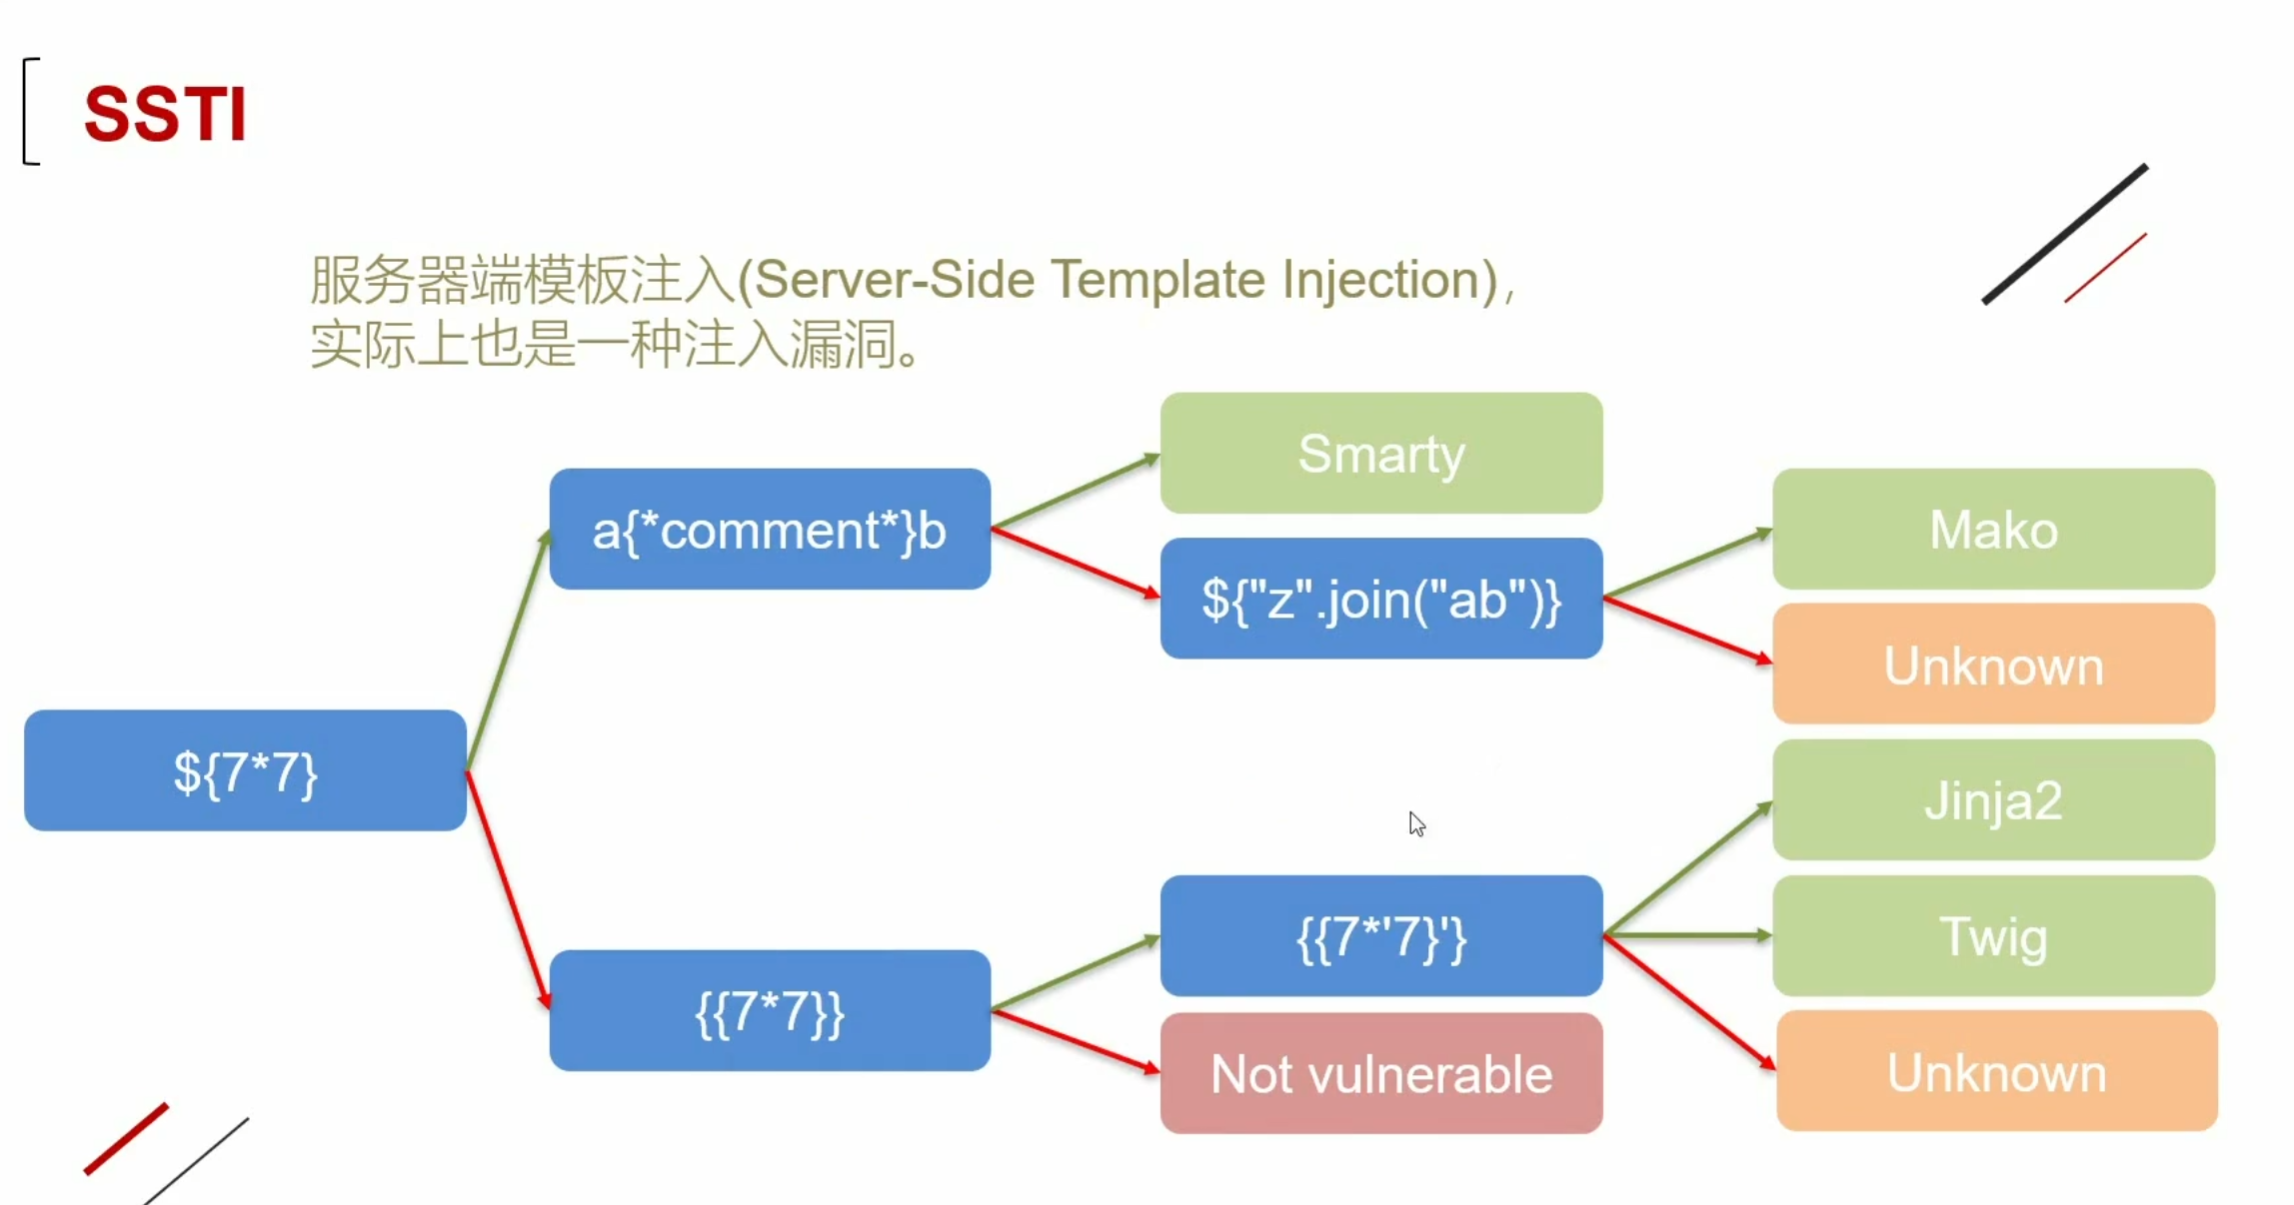 SSTI
服务器端模板注入(Server-Side Template Injection),
实际上也是一种注入漏洞。
Smarty
a{*comment*}b
Mako
${"z".join("ab")}
Unknown
${7*7}
Jinja2
{{7*'7}'}
Twig
{{7*7}}
Not vulnerable
Unknown